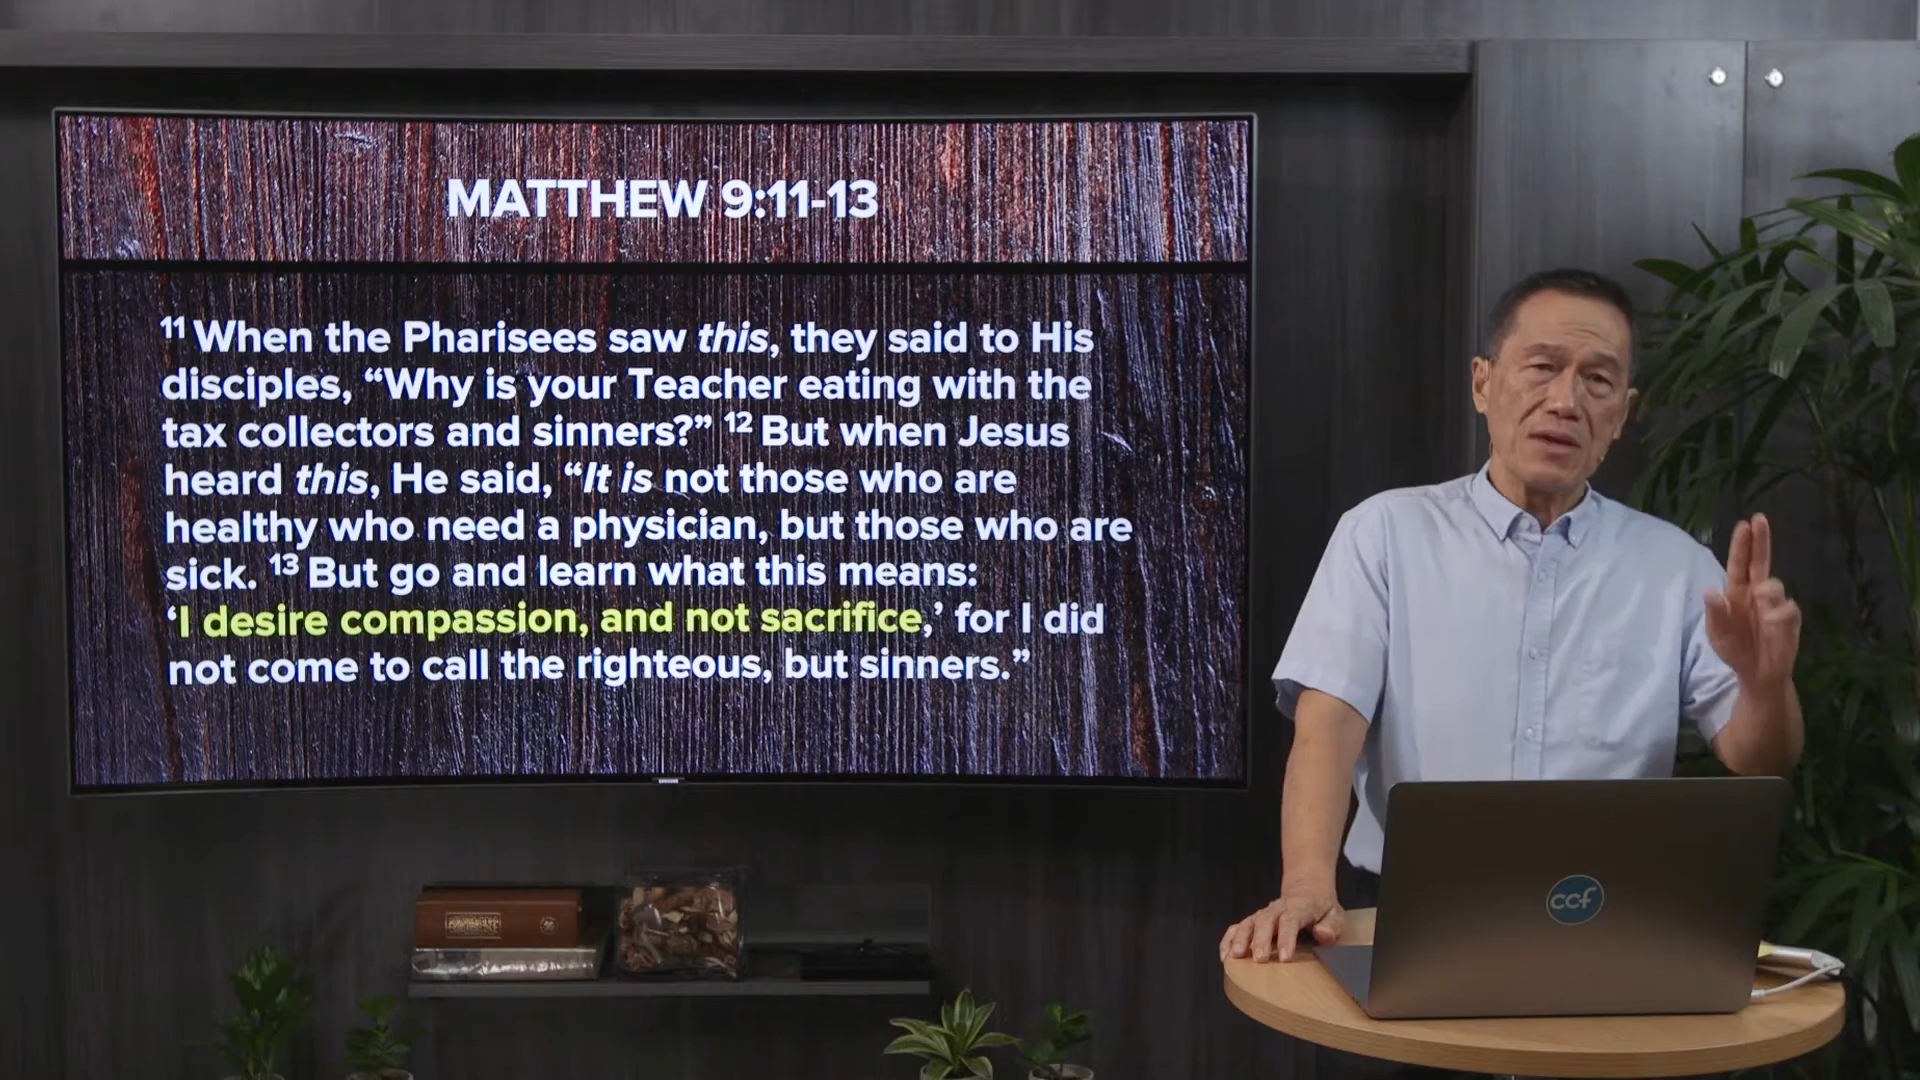 MATTHEW 9:11-13
11 When the Pharisees saw this, they said to His
disciples, “Why is your Teacher eating with the
tax collectors and sinners?” 12 But when Jesus
heard this, He said, “It is not those who are
healthy who need a physician, but those who are
sick. 13 But go and learn what this means:
‘I desire compassion, and not sacrifice,’ for I did
not come to call the righteous, but sinners.”
SAMSUNG
ccf